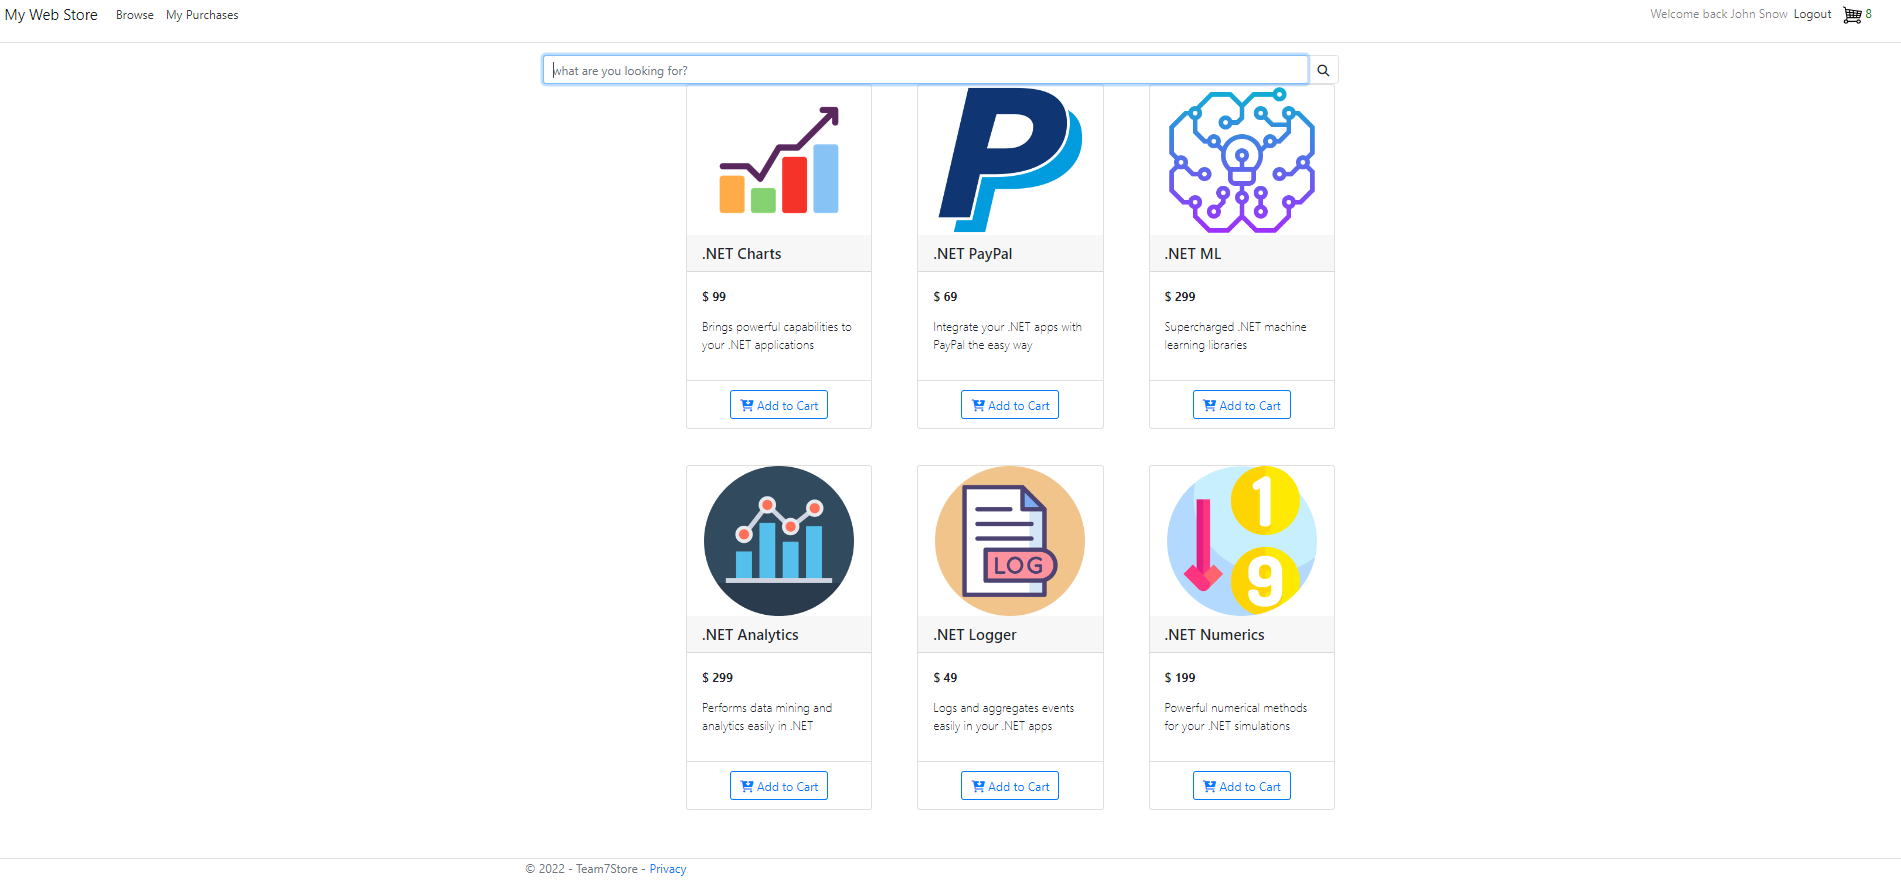 My Web Store Browse My Purchases Welcome back John Snow Logout 8
what are you looking for?
.NET Charts
$ 99
Brings powerful capabilities to
your .NET applications
Add to Cart
.NET PayPal
$ 69
Integrate your .NET apps with
PayPal the easy way
Add to Cart
.NET ML
$ 299
Supercharged .NET machine
learning libraries
Add to Cart
.NET Analytics
$ 299
Performs data mining and
analytics easily in .NET
Add to Cart
LOG
.NET Logger
$ 49
Logs and aggregates events
easily in your .NET apps
Add to Cart
1
9
.NET Numerics
$ 199
Powerful numerical methods
for your .NET simulations
Add to Cart
© 2022 - Team7Store - Privacy